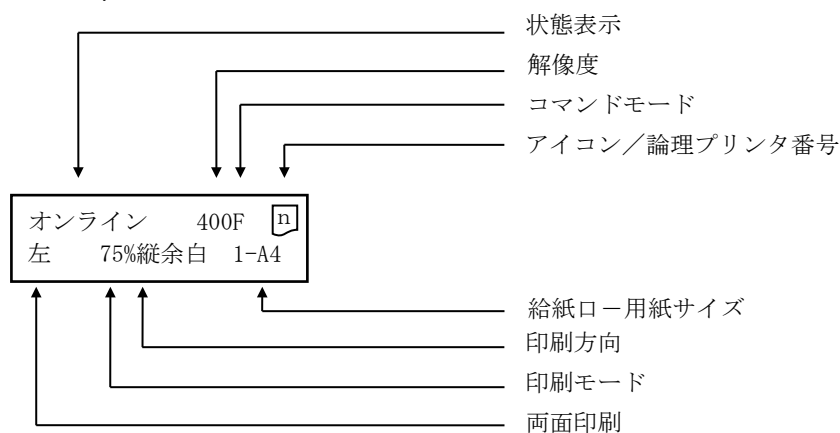 状態表示
解像度
コマンドモード
アイコン／論理プリンタ番号
オンライン 400F n
左 75%縦余白 1-A4
給紙口－用紙サイズ
印刷方向
印刷モード
両面印刷